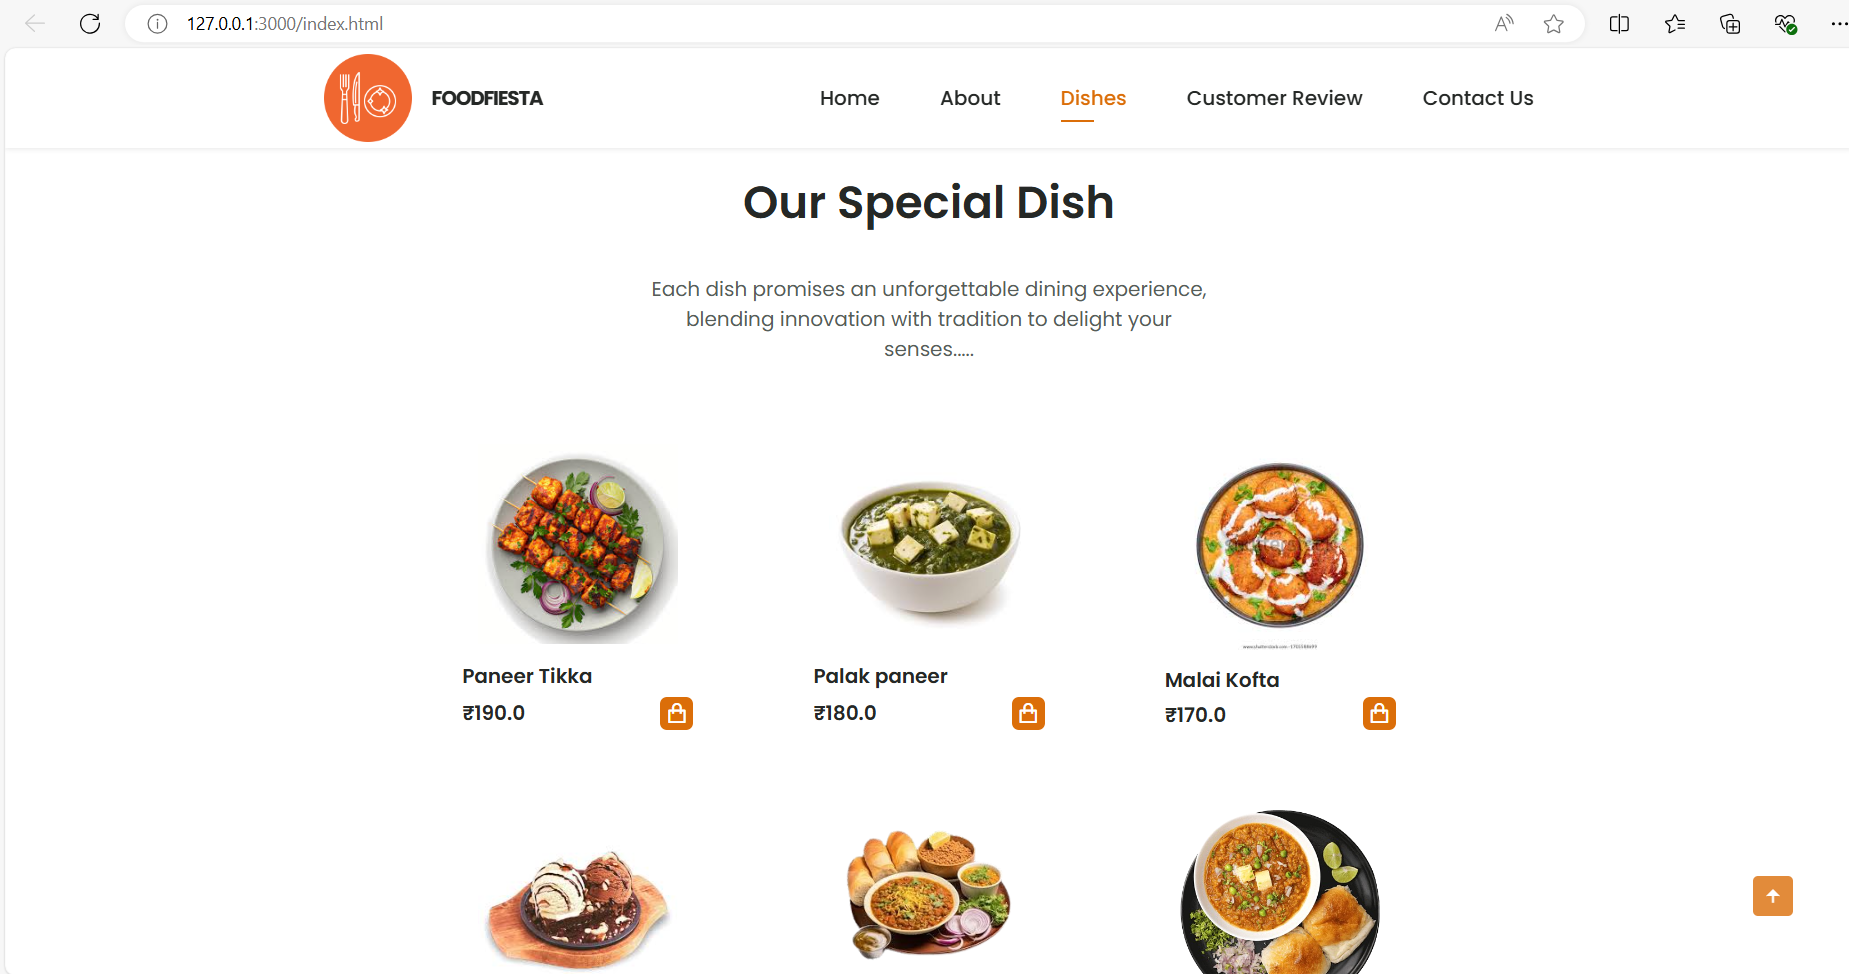 127.0.0.1:3000/index.html
FOODFIESTA
Home About Dishes Customer Review Contact Us
Our Special Dish
Each dish promises an unforgettable dining experience,
blending innovation with tradition to delight your
senses.....
Paneer Tikka
₹190.0
Palak paneer
₹180.0
Malai Kofta
₹170.0